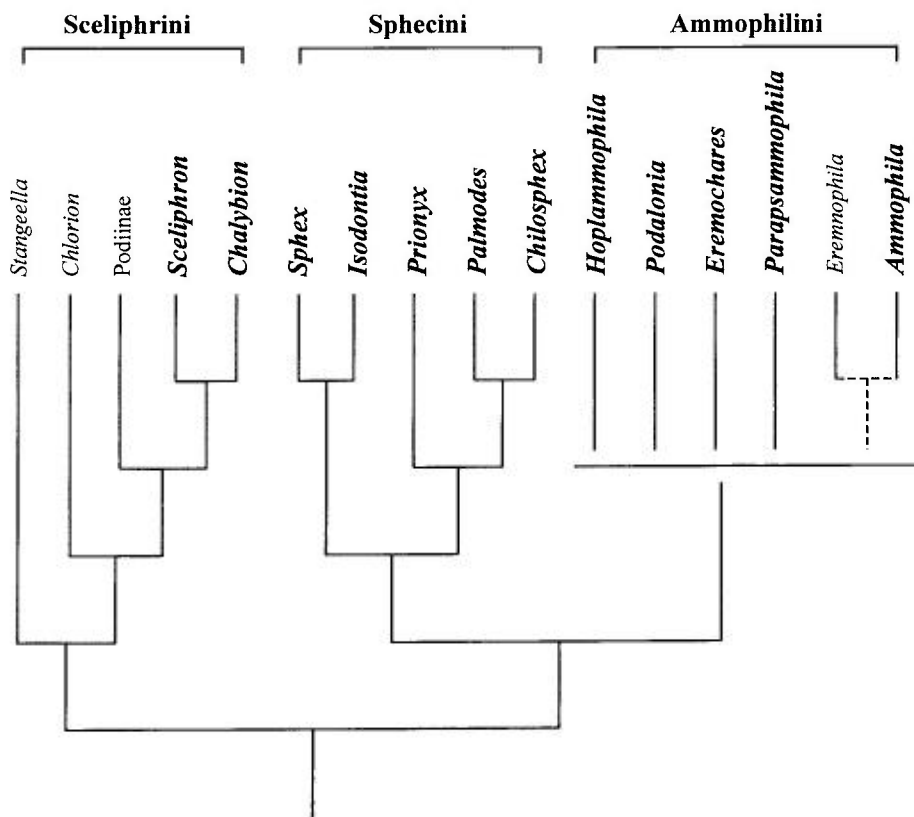 Sceliphrini
Sphecini
Ammophilini
Stangeella
Chlorion
Podiinae
Sceliphron
Chalybion
Sphex
Isodontia
Prionyx
Palmodes
Chilosphex
Hoplammophila
Podalonia
Eremochares
Parapsammophila
Eremnophila
Ammophila